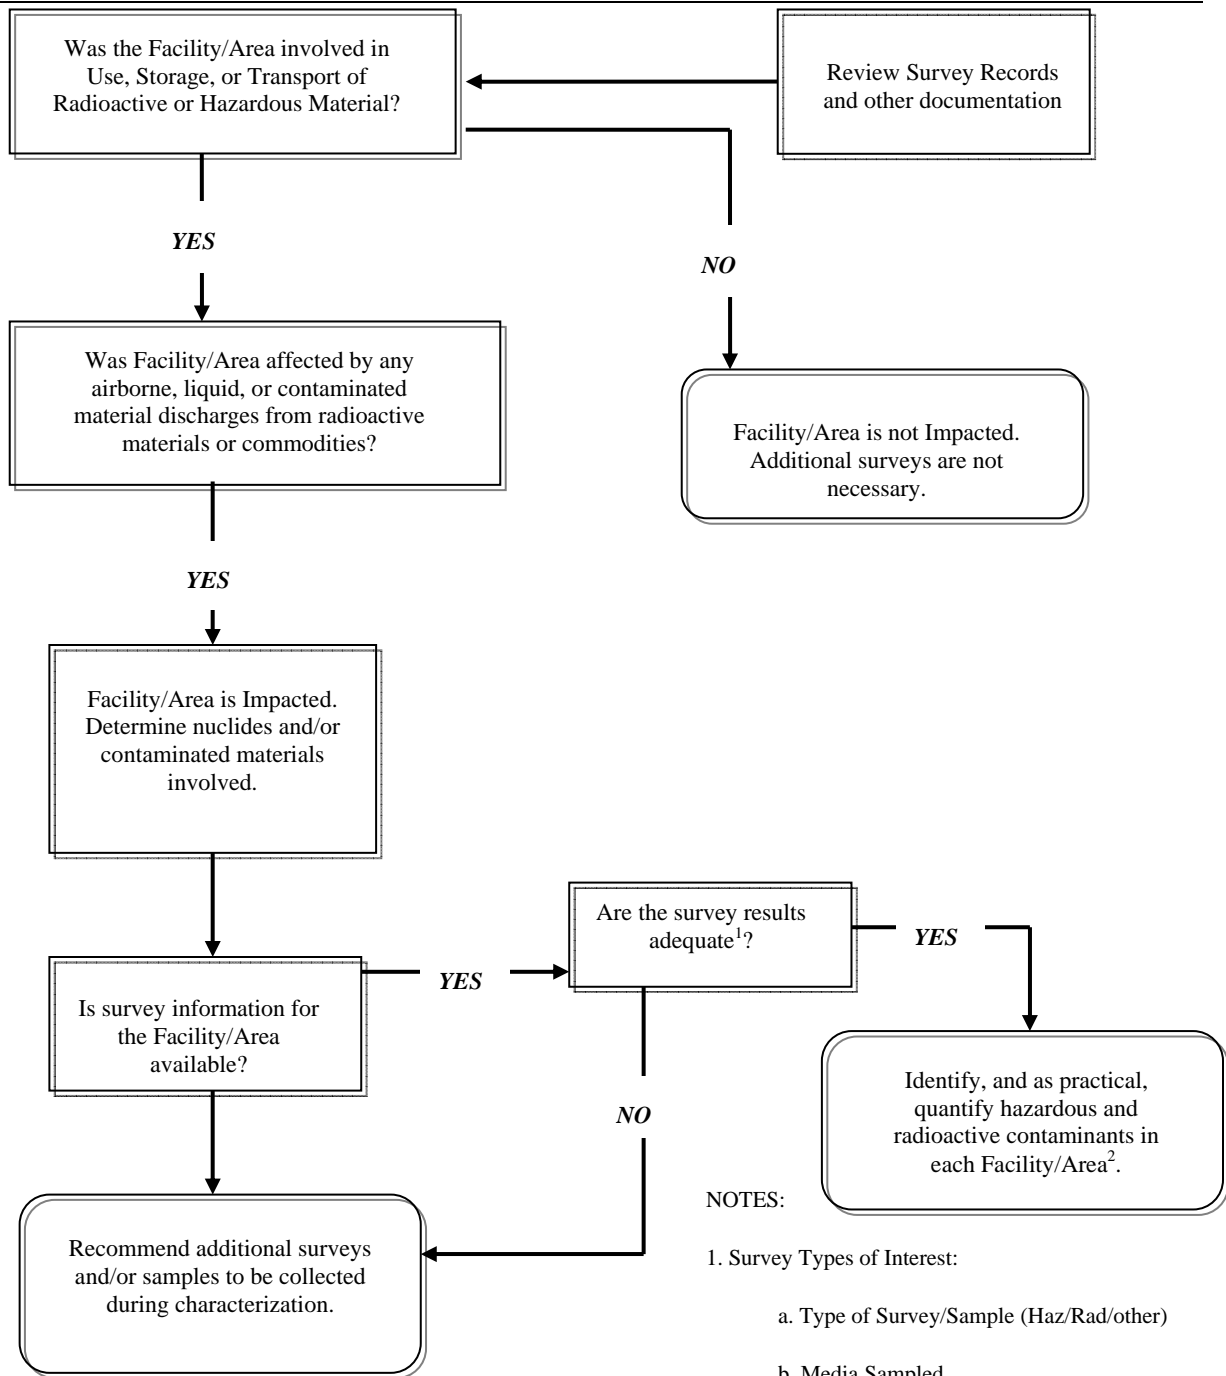 Was the Facility/Area involved in
Use, Storage, or Transport of
Radioactive or Hazardous Material?
Review Survey Records
and other documentation
YES
NO
Was Facility/Area affected by any
airborne, liquid, or contaminated
material discharges from radioactive
materials or commodities?
Facility/Area is not Impacted.
Additional surveys are not
necessary.
YES
Facility/Area is Impacted.
Determine nuclides and/or
contaminated materials
involved.
Are the survey results
adequate¹?
YES
YES
Is survey information for
the Facility/Area
available?
NO
Identify, and as practical,
quantify hazardous and
radioactive contaminants in
each Facility/Area².
Recommend additional surveys
and/or samples to be collected
during characterization.
NOTES:
1. Survey Types of Interest:
a. Type of Survey/Sample (Haz/Rad/other)
b. Media Sampled